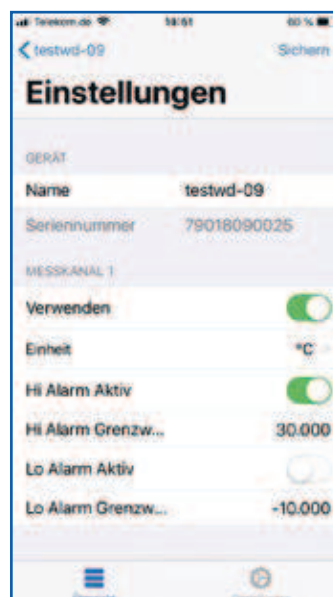 Telekom.de
60 %
testwd-09 Sichern
Einstellungen
GERÄT
Name testwd-09
Seriennummer 79018090025
MESSKANAL 1
Verwenden
Einheit °C
Hi Alarm Aktiv
Hi Alarm Grenzw... 30.000
Lo Alarm Aktiv
Lo Alarm Grenzw... -10.000